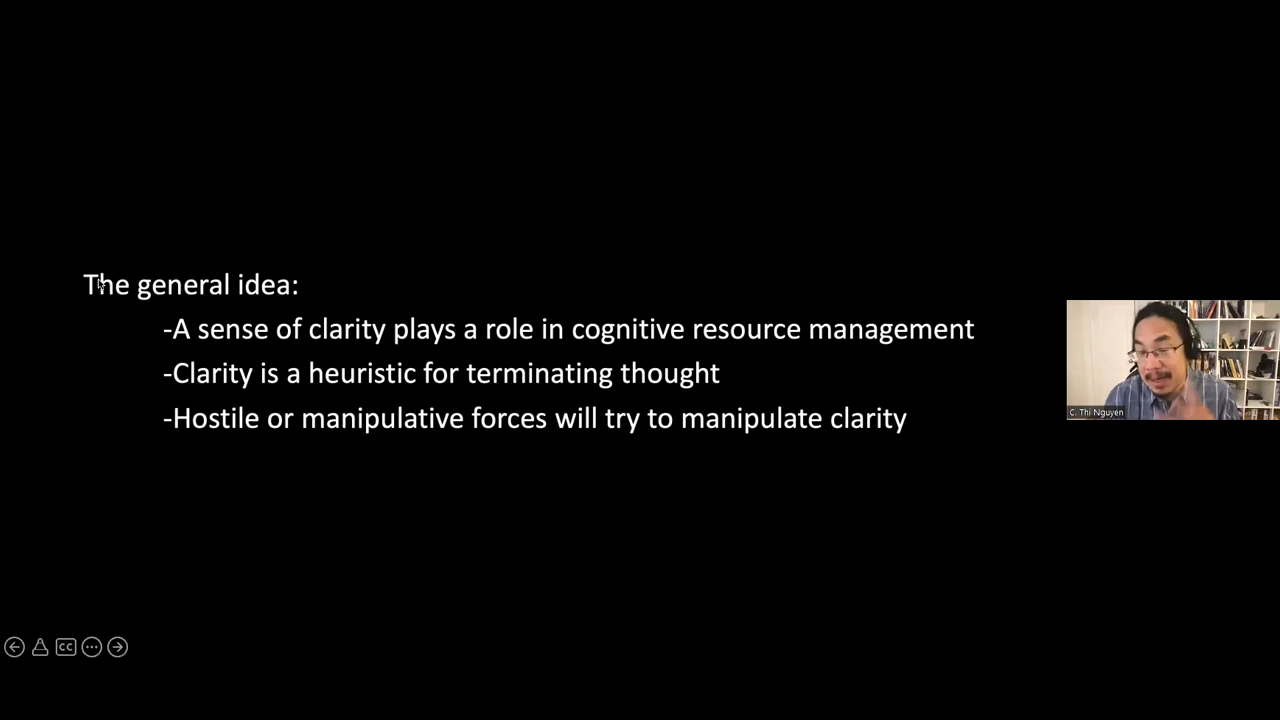 The general idea:
-A sense of clarity plays a role in cognitive resource management
-Clarity is a heuristic for terminating thought
-Hostile or manipulative forces will try to manipulate clarity
C. Thi Nguyen
CC